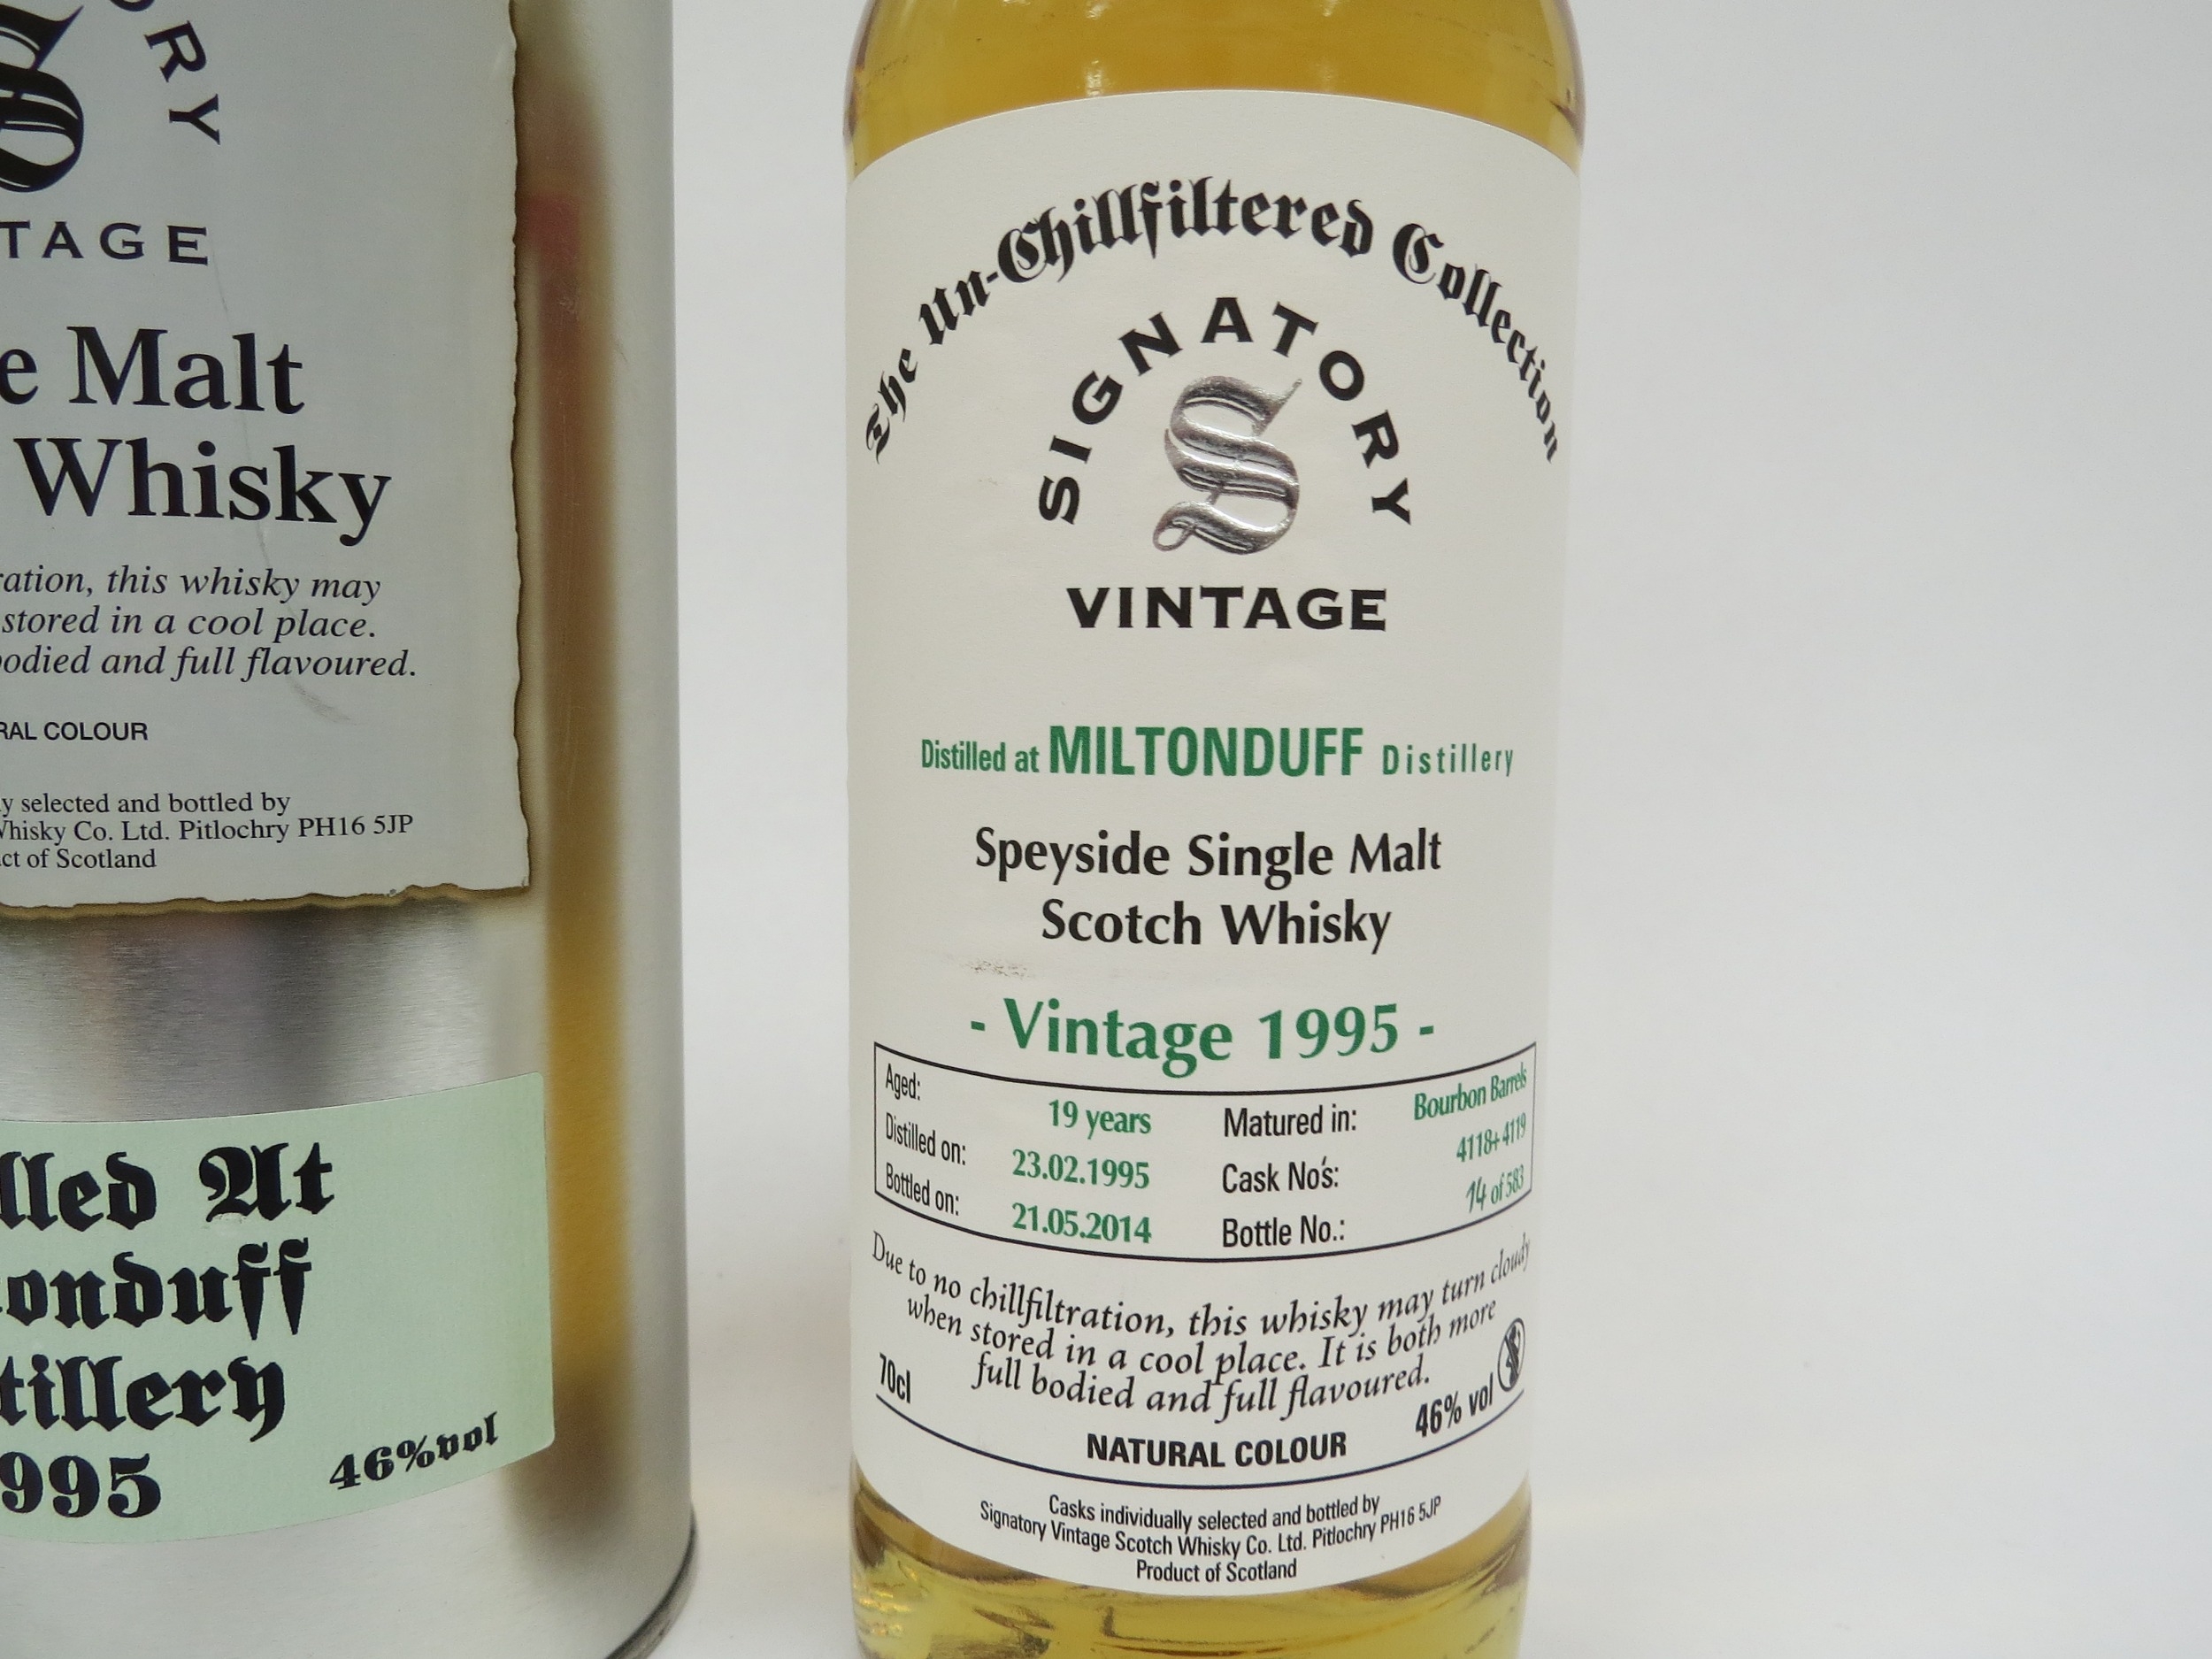 ORY
S
TAGE
e Malt
Whisky
ration, this whisky may
stored in a cool place.
bodied and full flavoured.
RAL COLOUR
y selected and bottled by
Whisky Co. Ltd. Pitlochry PH16 5JP
ct of Scotland
lled At
onduff
tillery
995
46%vol
The Un-Chillfiltered Collection
SIGNATORY
S
VINTAGE
Distilled at MILTONDUFF Distillery
Speyside Single Malt
Scotch Whisky
- Vintage 1995 -
Aged: 19 years Matured in: Bourbon Barrels
Distilled on: 23.02.1995 Cask No's: 4118+4119
Bottled on: 21.05.2014 Bottle No.: 14 of 583
Due to no chillfiltration, this whisky may turn cloudy
when stored in a cool place. It is both more
full bodied and full flavoured.
70cl
46% vol
S
NATURAL COLOUR
Casks individually selected and bottled by
Signatory Vintage Scotch Whisky Co. Ltd. Pitlochry PH16 5JP
Product of Scotland